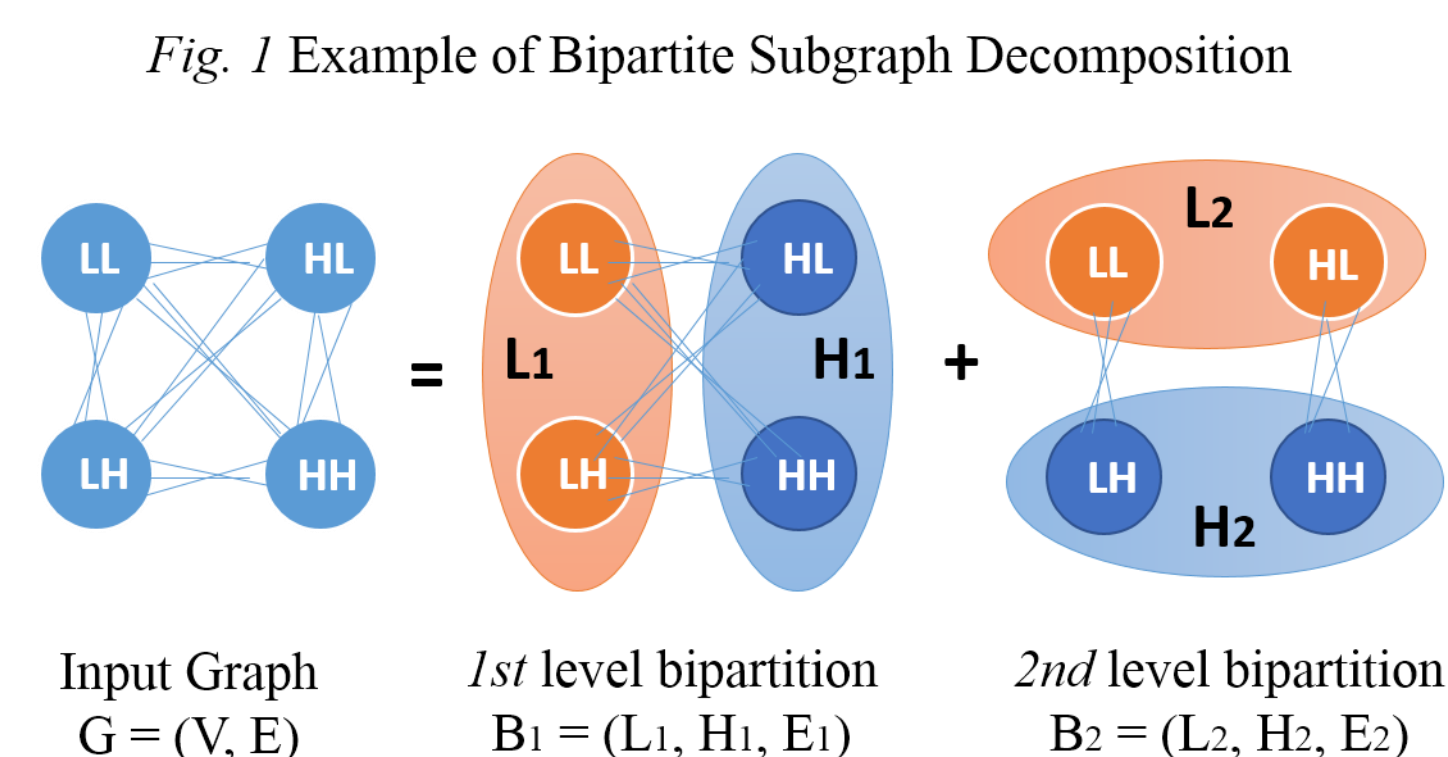 Fig. 1 Example of Bipartite Subgraph Decomposition
LL HL
LH HH
=
LL HL
L1 H1
LH HH
+
L2
LL HL
LH HH
H2
Input Graph
G = (V, E)
1st level bipartition
B1 = (L1, H1, E1)
2nd level bipartition
B2 = (L2, H2, E2)